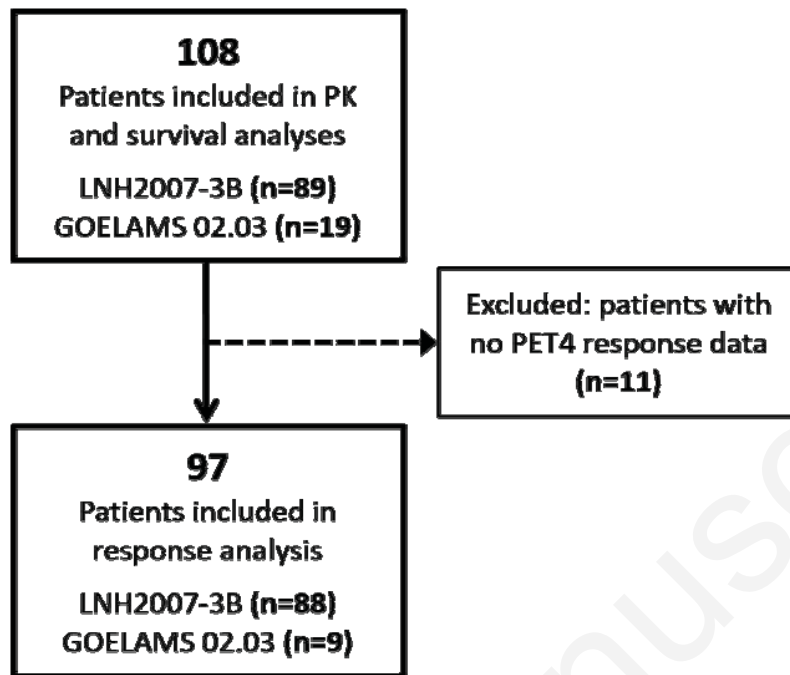 108
Patients included in PK
and survival analyses
LNH2007-3B (n=89)
GOELAMS 02.03 (n=19)
Excluded: patients with
no PET4 response data
(n=11)
97
Patients included in
response analysis
LNH2007-3B (n=88)
GOELAMS 02.03 (n=9)